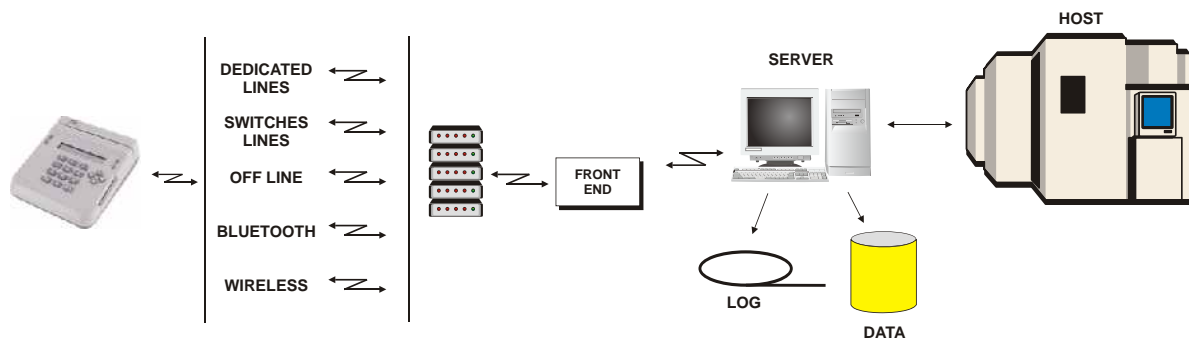 HOST
SERVER
DEDICATED
LINES
SWITCHES
LINES
OFF LINE
BLUETOOTH
WIRELESS
FRONT
END
LOG
DATA